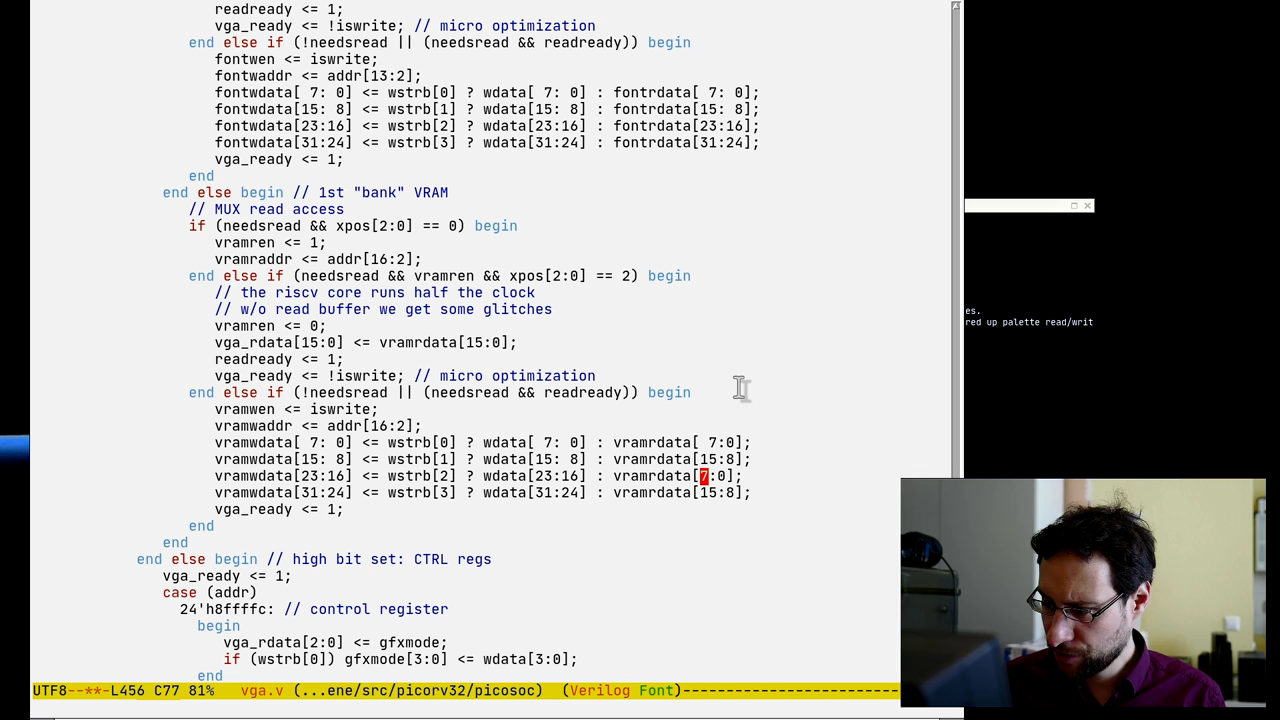 readready <= 1;
vga_ready <= !iswrite; // micro optimization
end else if (!needsread || (needsread && readready)) begin
fontwen <= iswrite;
fontwaddr <= addr[13:2];
fontwdata[ 7: 0] <= wstrb[0] ? wdata[ 7: 0] : fontrdata[ 7: 0];
fontwdata[15: 8] <= wstrb[1] ? wdata[15: 8] : fontrdata[15: 8];
fontwdata[23:16] <= wstrb[2] ? wdata[23:16] : fontrdata[23:16];
fontwdata[31:24] <= wstrb[3] ? wdata[31:24] : fontrdata[31:24];
vga_ready <= 1;
end
end else begin // 1st "bank" VRAM
// MUX read access
if (needsread && xpos[2:0] == 0) begin
vramren <= 1;
vramraddr <= addr[16:2];
end else if (needsread && vramren && xpos[2:0] == 2) begin
// the riscv core runs half the clock
// w/o read buffer we get some glitches
vramren <= 0;
vga_rdata[15:0] <= vramrdata[15:0];
readready <= 1;
vga_ready <= !iswrite; // micro optimization
end else if (!needsread || (needsread && readready)) begin
vramwen <= iswrite;
vramwaddr <= addr[16:2];
vramwdata[ 7: 0] <= wstrb[0] ? wdata[ 7: 0] : vramrdata[ 7:0];
vramwdata[15: 8] <= wstrb[1] ? wdata[15: 8] : vramrdata[15:8];
vramwdata[23:16] <= wstrb[2] ? wdata[23:16] : vramrdata[7:0];
vramwdata[31:24] <= wstrb[3] ? wdata[31:24] : vramrdata[15:8];
vga_ready <= 1;
end
end
end else begin // high bit set: CTRL regs
vga_ready <= 1;
case (addr)
24'h8ffffc: // control register
begin
vga_rdata[2:0] <= gfxmode;
if (wstrb[0]) gfxmode[3:0] <= wdata[3:0];
end
UTF8--**-L456 C77 81% vga.v (...ene/src/picorv32/picosoc) (Verilog Font)-------------------------
es.
red up palette read/writ